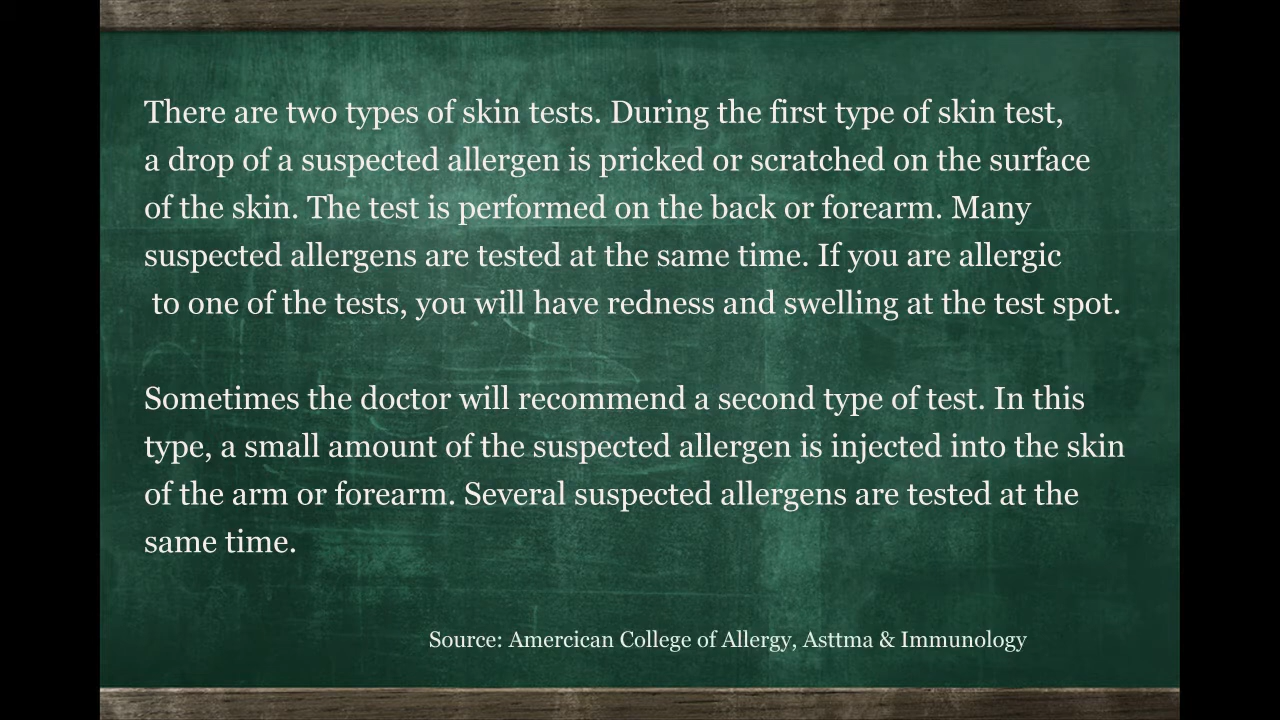 There are two types of skin tests. During the first type of skin test,
a drop of a suspected allergen is pricked or scratched on the surface
of the skin. The test is performed on the back or forearm. Many
suspected allergens are tested at the same time. If you are allergic
to one of the tests, you will have redness and swelling at the test spot.
Sometimes the doctor will recommend a second type of test. In this
type, a small amount of the suspected allergen is injected into the skin
of the arm or forearm. Several suspected allergens are tested at the
same time.
Source: Amercican College of Allergy, Asttma & Immunology